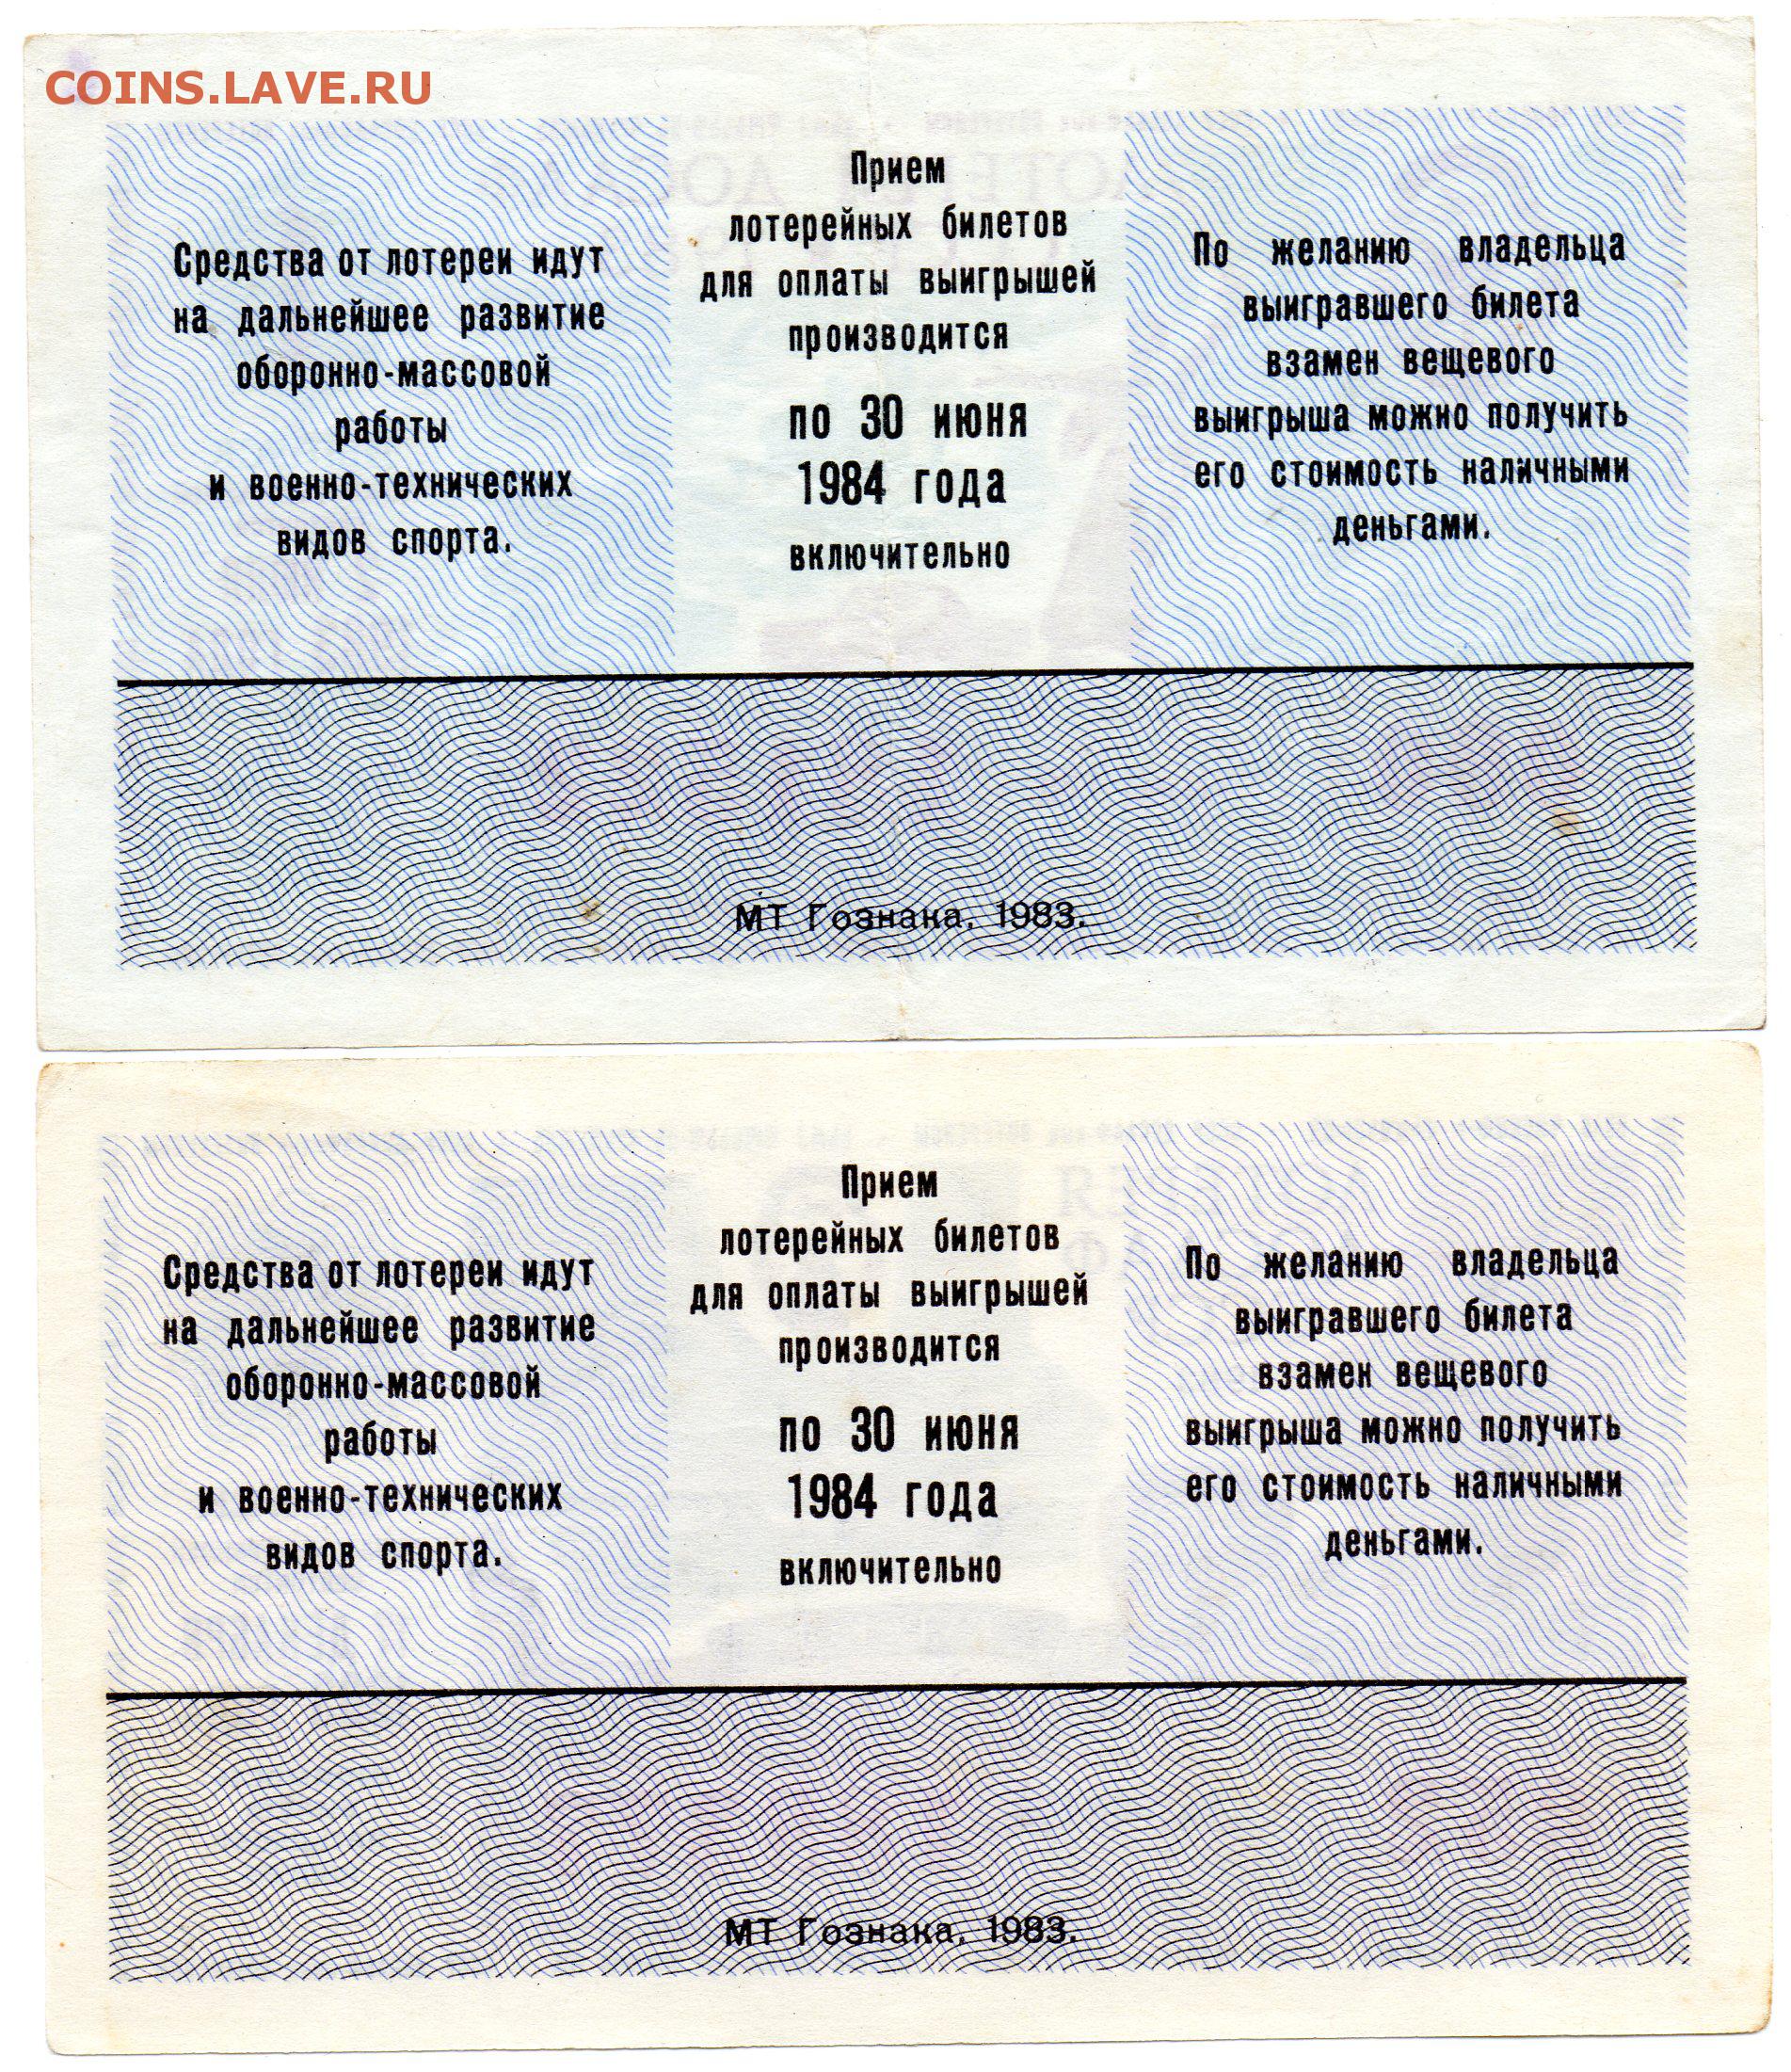 COINS.LAVE.RU
Средства от лотереи идут
на дальнейшее развитие
оборонно-массовой
работы
и военно-технических
видов спорта.
Прием
лотерейных билетов
для оплаты выигрышей
производится
по 30 июня
1984 года
включительно
По желанию владельца
выигравшего билета
взамен вещевого
выигрыша можно получить
его стоимость наличными
деньгами.
МТ Гознака. 1983.
Средства от лотереи идут
на дальнейшее развитие
оборонно-массовой
работы
и военно-технических
видов спорта.
Прием
лотерейных билетов
для оплаты выигрышей
производится
по 30 июня
1984 года
включительно
По желанию владельца
выигравшего билета
взамен вещевого
выигрыша можно получить
его стоимость наличными
деньгами.
МТ Гознака. 1983.